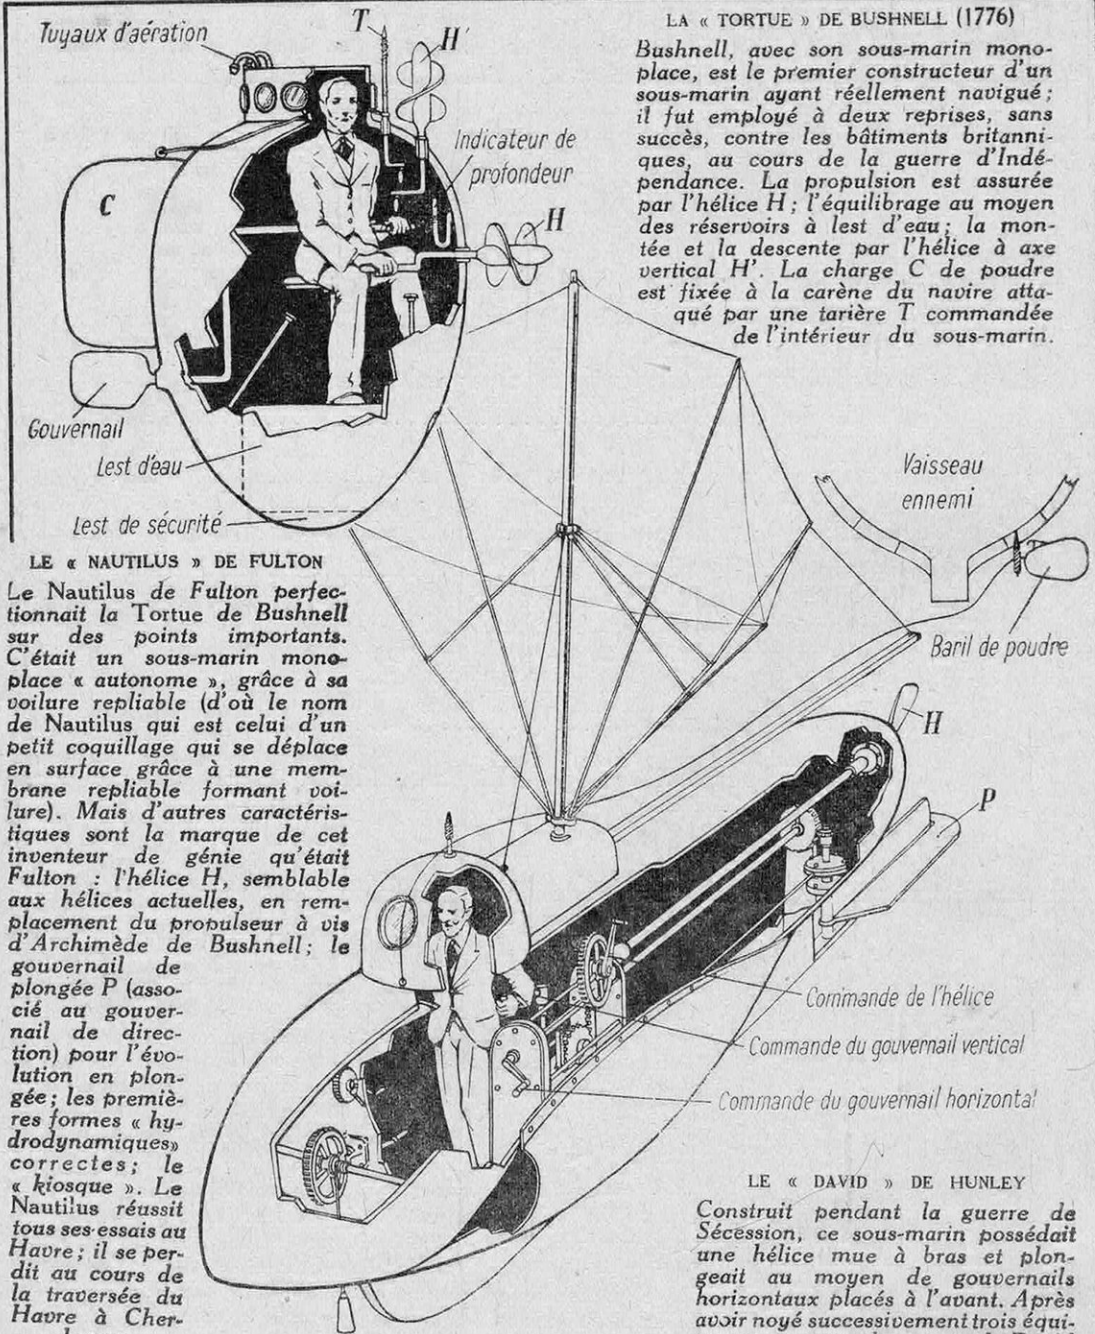 LA « TORTUE » DE BUSHNELL (1776)
Bushnell, avec son sous-marin mono-
place, est le premier constructeur d'un
sous-marin ayant réellement navigué ;
il fut employé à deux reprises, sans
succès, contre les bâtiments britanni-
ques, au cours de la guerre d'Indé-
pendance. La propulsion est assurée
par l'hélice H ; l'équilibrage au moyen
des réservoirs à lest d'eau ; la mon-
tée et la descente par l'hélice à axe
vertical H'. La charge C de poudre
est fixée à la carène du navire atta-
qué par une tarière T commandée
de l'intérieur du sous-marin.
Tuyaux d'aération
T
H'
Indicateur de
profondeur
C
H
Gouvernail
Lest d'eau
Lest de sécurité
Vaisseau
ennemi
Baril de poudre
LE « NAUTILUS » DE FULTON
Le Nautilus de Fulton perfec-
tionnait la Tortue de Bushnell
sur des points importants.
C'était un sous-marin mono-
place « autonome », grâce à sa
voilure repliable (d'où le nom
de Nautilus qui est celui d'un
petit coquillage qui se déplace
en surface grâce à une mem-
brane repliable formant voi-
lure). Mais d'autres caractéris-
tiques sont la marque de cet
inventeur de génie qu'était
Fulton : l'hélice H, semblable
aux hélices actuelles, en rem-
placement du propulseur à vis
d'Archimède de Bushnell ; le
gouvernail de
plongée P (asso-
cié au gouver-
nail de direc-
tion) pour l'évo-
lution en plon-
gée ; les premiè-
res formes « hy-
drodynamiques »
correctes ; le
« kiosque ». Le
Nautilus réussit
tous ses essais au
Havre ; il se per-
dit au cours de
la traversée du
Havre à Cher-
H
P
Commande de l'hélice
Commande du gouvernail vertical
Commande du gouvernail horizontal
LE « DAVID » DE HUNLEY
Construit pendant la guerre de
Sécession, ce sous-marin possédait
une hélice mue à bras et plon-
geait au moyen de gouvernails
horizontaux placés à l'avant. Après
avoir noyé successivement trois équi-